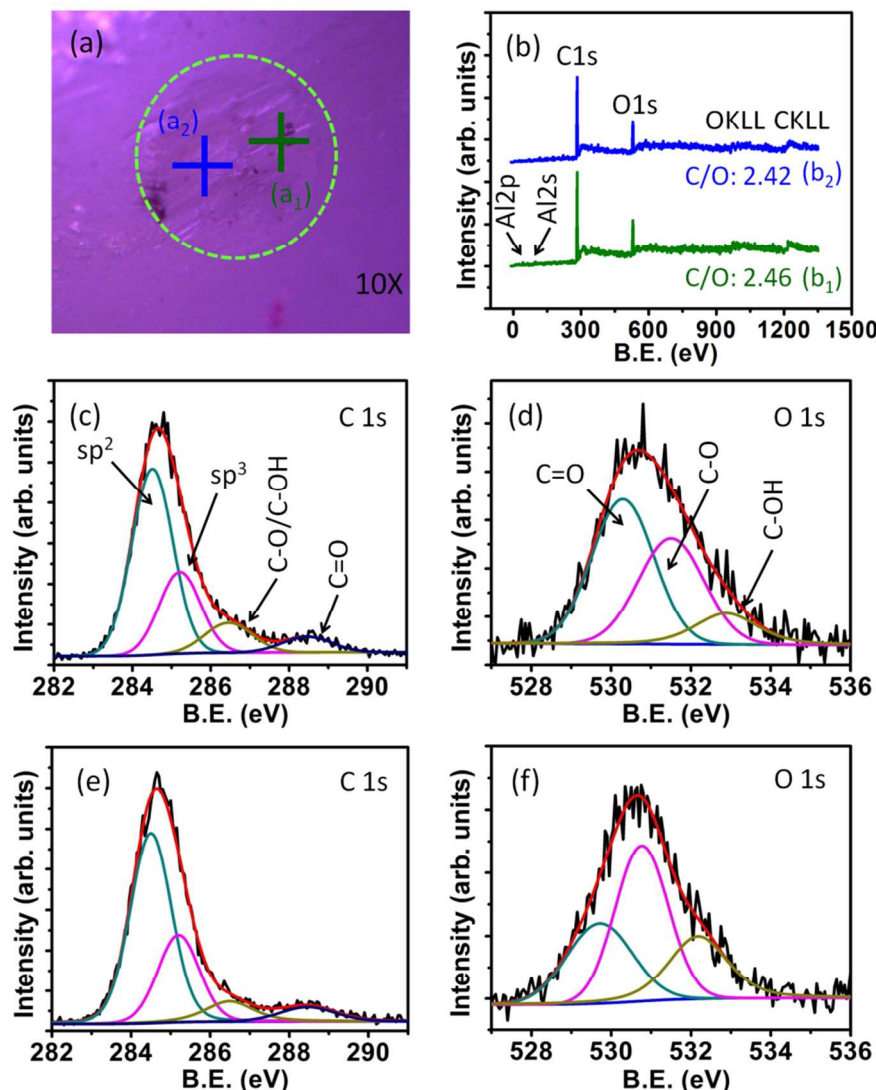 (a)
(a₂)
(a₁)
10X
(b)
C1s
O1s
OKLL CKLL
C/O: 2.42 (b₂)
Al2p
Al2s
C/O: 2.46 (b₁)
Intensity (arb. units)
0 300 600 900 1200 1500
B.E. (eV)
(c)
C 1s
sp²
sp³
C-O/C-OH
C=O
Intensity (arb. units)
282 284 286 288 290
B.E. (eV)
(d)
O 1s
C=O
C-O
C-OH
Intensity (arb. units)
528 530 532 534 536
B.E. (eV)
(e)
C 1s
Intensity (arb. units)
282 284 286 288 290
B.E. (eV)
(f)
O 1s
Intensity (arb. units)
528 530 532 534 536
B.E. (eV)